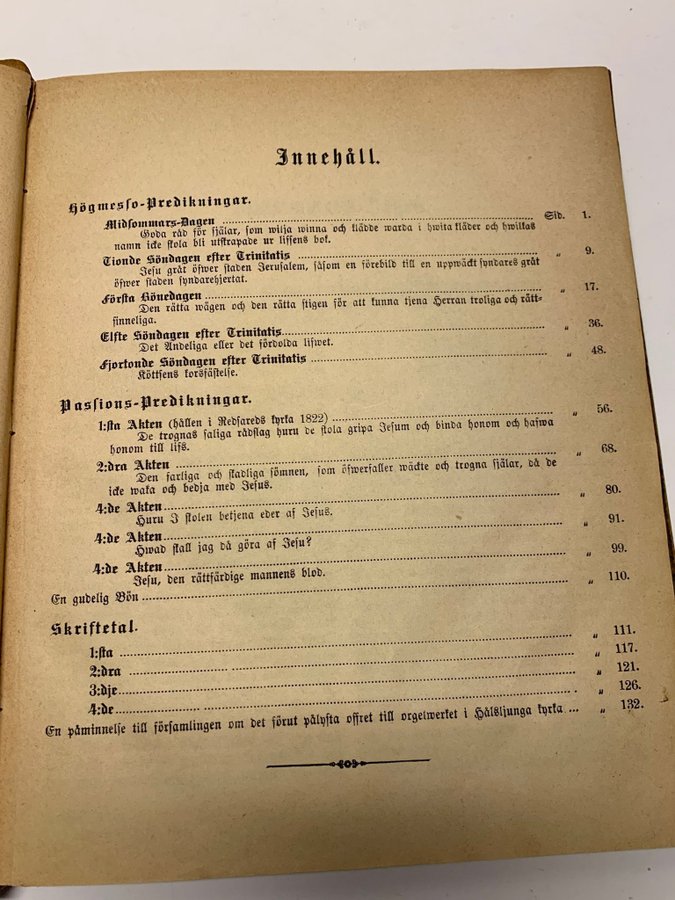 Innehåll.
Högmesso-Predikningar.
Midsommars-Dagen ........ Sid. 1.
Goda råd för själar, som wilja winna och klädde warda i hwita kläder och hwilkas
namn icke skola bli utskrapade ur lifsens bok.
Tionde Söndagen efter Trinitatis ........ „ 9.
Jesu gråt öfwer staden Jerusalem, såsom en förebild till en uppwäckt syndares gråt
öfwer staden syndarehjertat.
Första Bönedagen ........ „ 17.
Den rätta wägen och den rätta stigen för att kunna tjena Herran troliga och rätt-
sinneliga.
Elfte Söndagen efter Trinitatis ........ „ 36.
Det Andeliga eller det fördolda lifwet.
Fjortonde Söndagen efter Trinitatis ........ „ 48.
Köttsens korsfästelse.
Passions-Predikningar.
1:sta Akten (hållen i Redsareds kyrka 1822) ........ „ 56.
De trognas saliga rådslag huru de skola gripa Jesum och binda honom och hafwa
honom till lifs.
2:dra Akten ........ „ 68.
Den farliga och skadliga sömnen, som öfwerfaller wäckte och trogna själar, då de
icke waka och bedja med Jesus.
4:de Akten ........ „ 80.
Huru I skolen betjena eder af Jesus.
4:de Akten ........ „ 91.
Hwad skall jag då göra af Jesu?
4:de Akten ........ „ 99.
Jesu, den rättfärdige mannens blod.
En gudelig Bön ........ „ 110.
Skriftetal.
1:sta ........ „ 111.
2:dra ........ „ 117.
3:dje ........ „ 121.
4:de ........ „ 126.
En påminnelse till församlingen om det förut pålysta offret till orgelwerket i Hålsljunga kyrka ... „ 132.